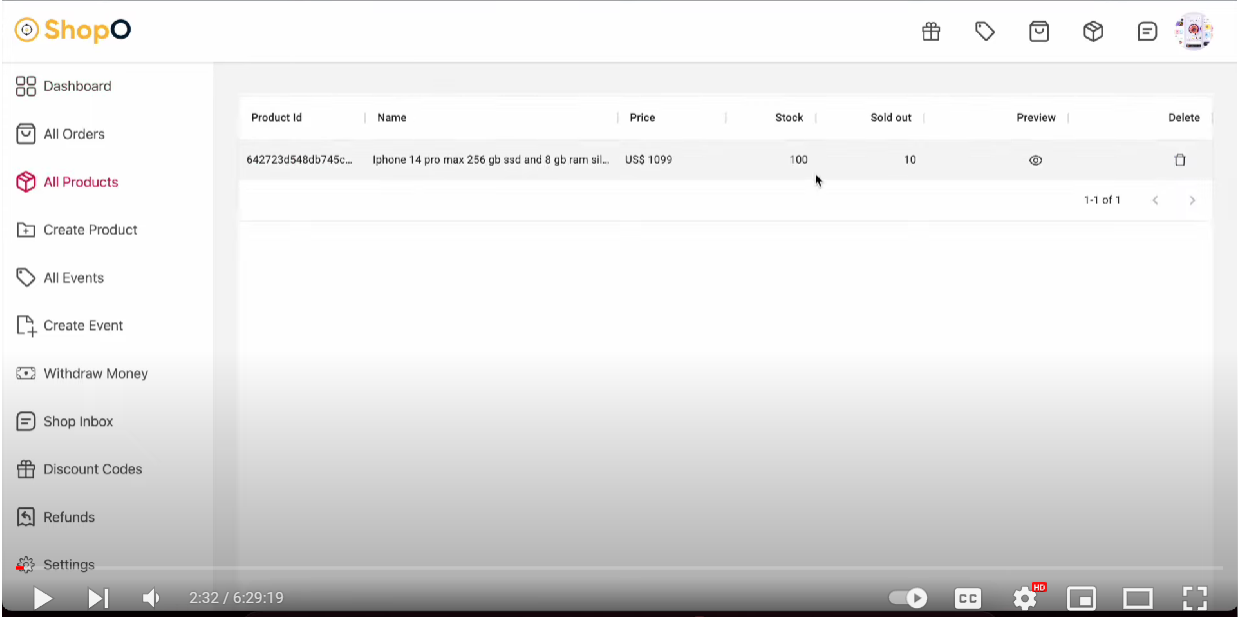 ShopO
Dashboard
All Orders
All Products
Create Product
All Events
Create Event
Withdraw Money
Shop Inbox
Discount Codes
Refunds
Settings
Product Id Name Price Stock Sold out Preview Delete
642723d548db745c... Iphone 14 pro max 256 gb ssd and 8 gb ram sil... US$ 1099 100 10
1-1 of 1
2:32 / 6:29:19
CC
HD